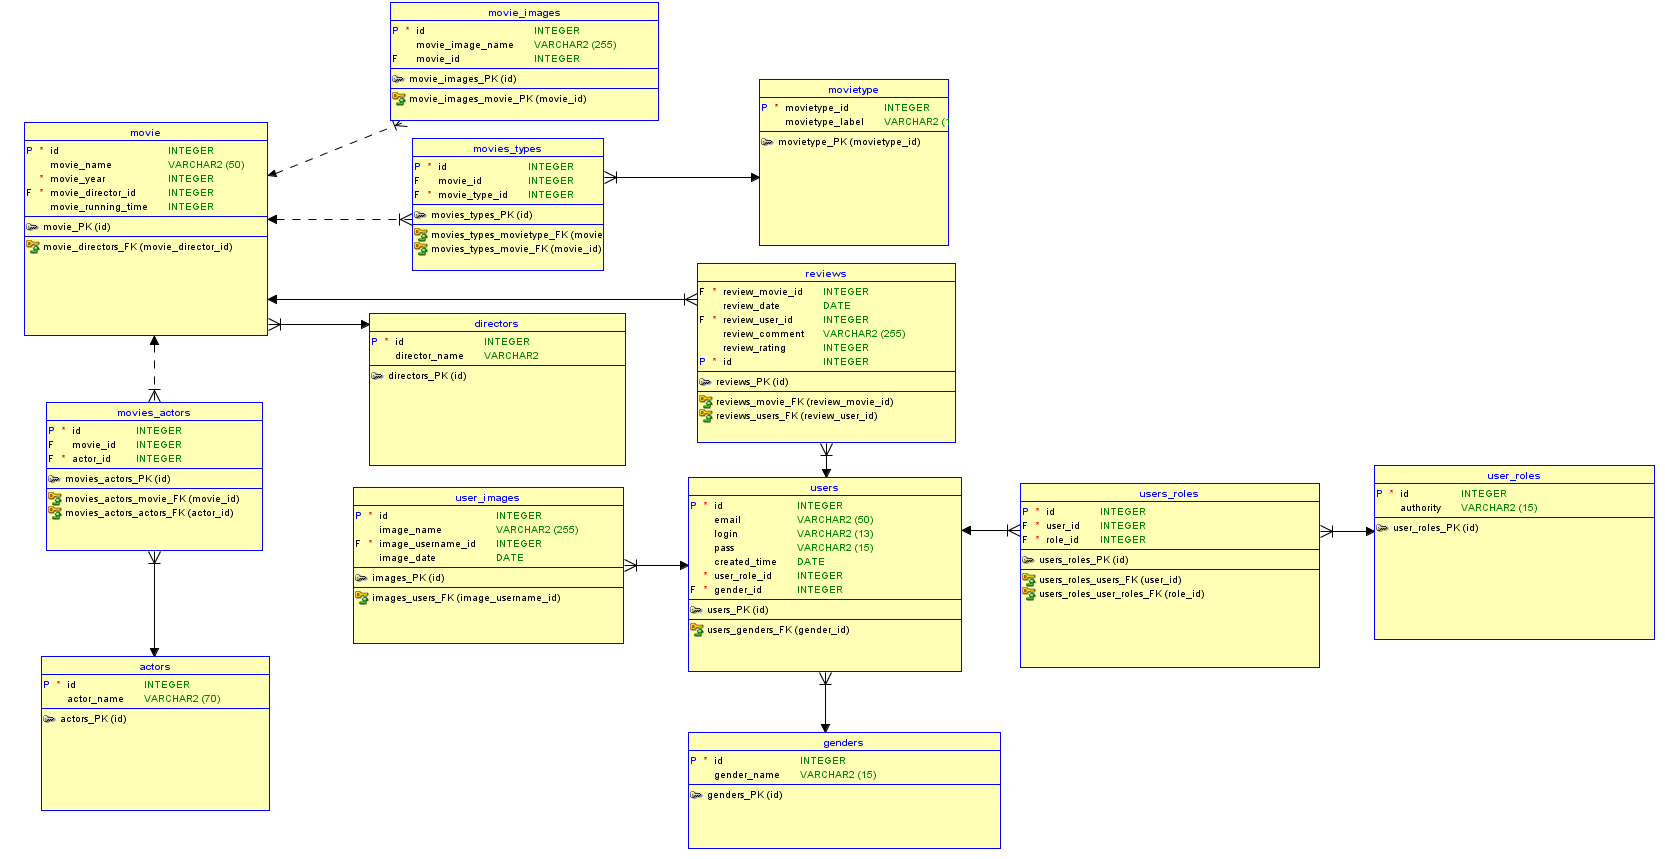 movie_images
P * id INTEGER
movie_image_name VARCHAR2 (255)
F movie_id INTEGER
movie_images_PK (id)
movie_images_movie_PK (movie_id)
movietype
P * movietype_id INTEGER
movietype_label VARCHAR2 (
movietype_PK (movietype_id)
movie
P * id INTEGER
movie_name VARCHAR2 (50)
* movie_year INTEGER
F * movie_director_id INTEGER
movie_running_time INTEGER
movie_PK (id)
movie_directors_FK (movie_director_id)
movies_types
P * id INTEGER
F movie_id INTEGER
F * movie_type_id INTEGER
movies_types_PK (id)
movies_types_movietype_FK (movie
movies_types_movie_FK (movie_id)
reviews
F * review_movie_id INTEGER
review_date DATE
F * review_user_id INTEGER
review_comment VARCHAR2 (255)
review_rating INTEGER
P * id INTEGER
reviews_PK (id)
reviews_movie_FK (review_movie_id)
reviews_users_FK (review_user_id)
directors
P * id INTEGER
director_name VARCHAR2
directors_PK (id)
movies_actors
P * id INTEGER
F movie_id INTEGER
F * actor_id INTEGER
movies_actors_PK (id)
movies_actors_movie_FK (movie_id)
movies_actors_actors_FK (actor_id)
user_images
P * id INTEGER
image_name VARCHAR2 (255)
F * image_username_id INTEGER
image_date DATE
images_PK (id)
images_users_FK (image_username_id)
users
P * id INTEGER
email VARCHAR2 (50)
login VARCHAR2 (13)
pass VARCHAR2 (15)
created_time DATE
* user_role_id INTEGER
F * gender_id INTEGER
users_PK (id)
users_genders_FK (gender_id)
users_roles
P * id INTEGER
F * user_id INTEGER
F * role_id INTEGER
users_roles_PK (id)
users_roles_users_FK (user_id)
users_roles_user_roles_FK (role_id)
user_roles
P * id INTEGER
authority VARCHAR2 (15)
user_roles_PK (id)
actors
P * id INTEGER
actor_name VARCHAR2 (70)
actors_PK (id)
genders
P * id INTEGER
gender_name VARCHAR2 (15)
genders_PK (id)